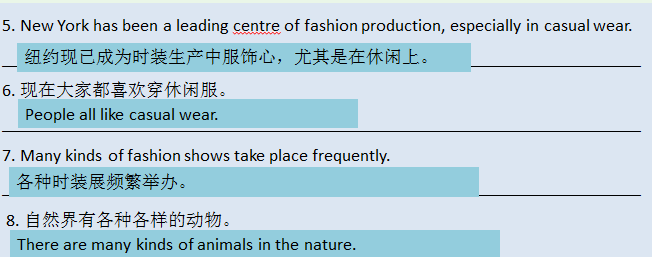 5. New York has been a leading centre of fashion production, especially in casual wear.
纽约现已成为时装生产中服饰心，尤其是在休闲上。
6. 现在大家都喜欢穿休闲服。
People all like casual wear.
7. Many kinds of fashion shows take place frequently.
各种时装展频繁举办。
8. 自然界有各种各样的动物。
There are many kinds of animals in the nature.